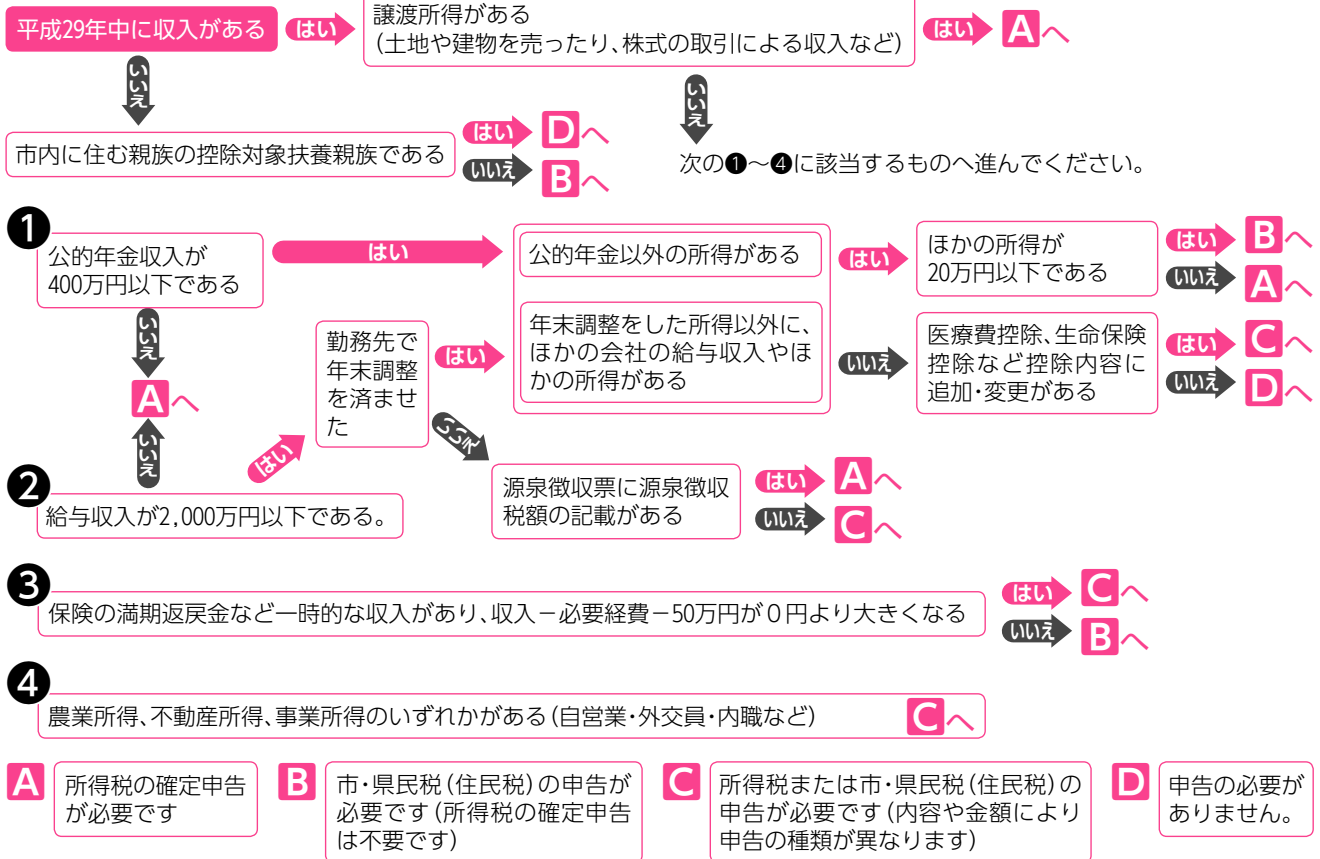 平成29年中に収入がある
はい
譲渡所得がある
(土地や建物を売ったり、株式の取引による収入など)
はい
Aへ
いいえ
いいえ
市内に住む親族の控除対象扶養親族である
はい
Dへ
いいえ
Bへ
次の❶~❹に該当するものへ進んでください。
❶
公的年金収入が
400万円以下である
はい
公的年金以外の所得がある
はい
ほかの所得が
20万円以下である
はい
Bへ
いいえ
Aへ
いいえ
Aへ
いいえ
勤務先で
年末調整
を済ませ
た
はい
年末調整をした所得以外に、
ほかの会社の給与収入やほ
かの所得がある
いいえ
医療費控除、生命保険
控除など控除内容に
追加・変更がある
はい
Cへ
いいえ
Dへ
❷
給与収入が2,000万円以下である。
はい
いいえ
源泉徴収票に源泉徴収
税額の記載がある
はい
Aへ
いいえ
Cへ
❸
保険の満期返戻金など一時的な収入があり、収入-必要経費-50万円が0円より大きくなる
はい
Cへ
いいえ
Bへ
❹
農業所得、不動産所得、事業所得のいずれかがある(自営業・外交員・内職など)
Cへ
A
所得税の確定申告
が必要です
B
市・県民税(住民税)の申告が
必要です(所得税の確定申告
は不要です)
C
所得税または市・県民税(住民税)の
申告が必要です(内容や金額により
申告の種類が異なります)
D
申告の必要が
ありません。